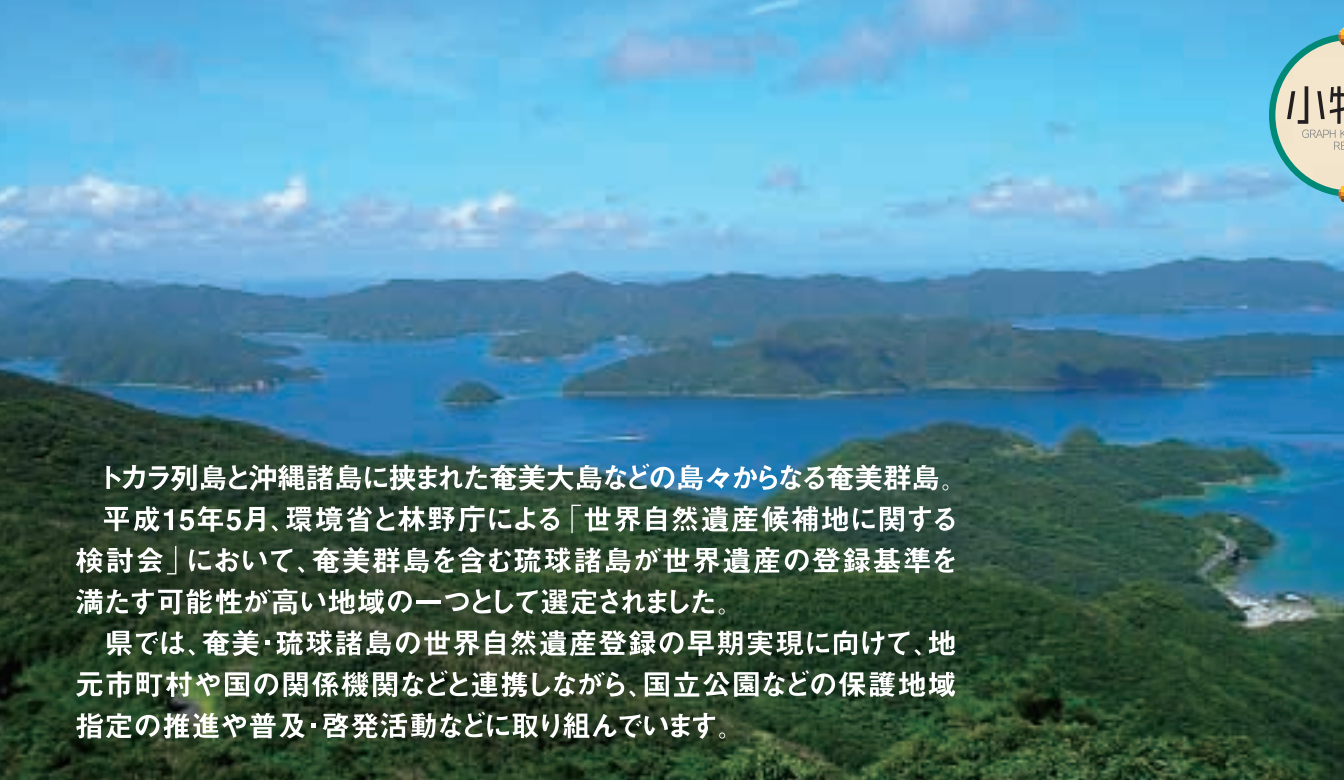 小
GRAPH
トカラ列島と沖縄諸島に挟まれた奄美大島などの島々からなる奄美群島。
平成15年5月、環境省と林野庁による「世界自然遺産候補地に関する
検討会」において、奄美群島を含む琉球諸島が世界遺産の登録基準を
満たす可能性が高い地域の一つとして選定されました。
県では、奄美・琉球諸島の世界自然遺産登録の早期実現に向けて、地
元市町村や国の関係機関などと連携しながら、国立公園などの保護地域
指定の推進や普及・啓発活動などに取り組んでいます。